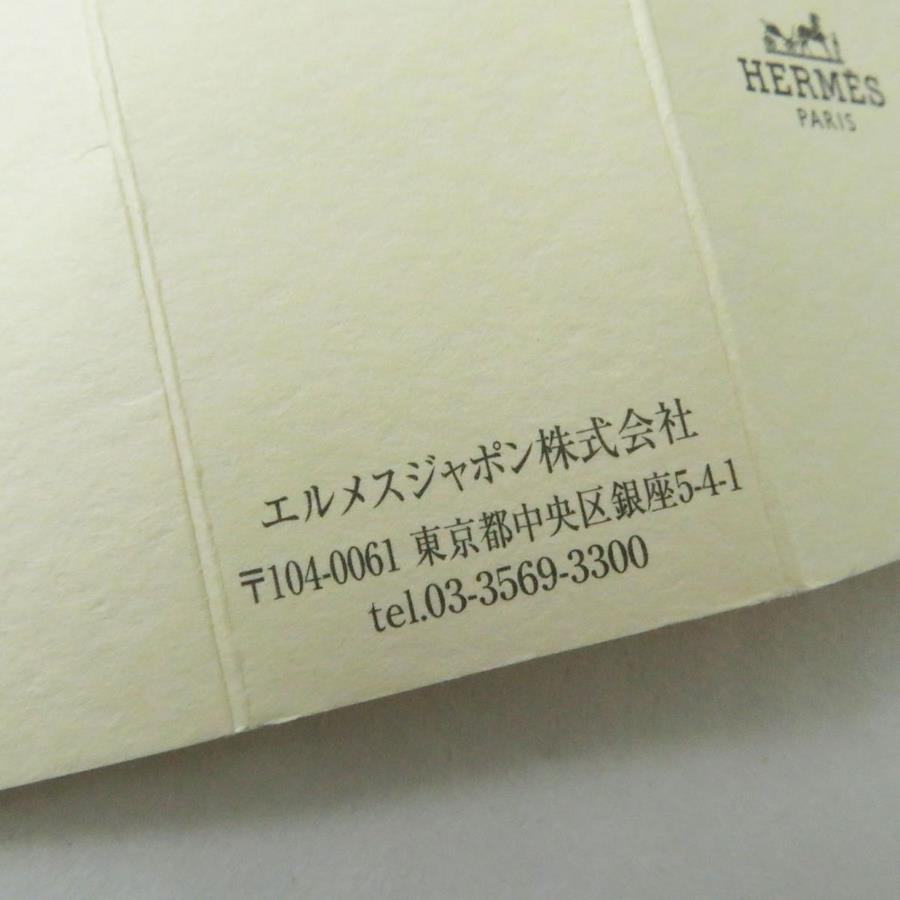 HERMÈS
PARIS
エルメスジャポン株式会社
〒104-0061 東京都中央区銀座5-4-1
tel.03-3569-3300